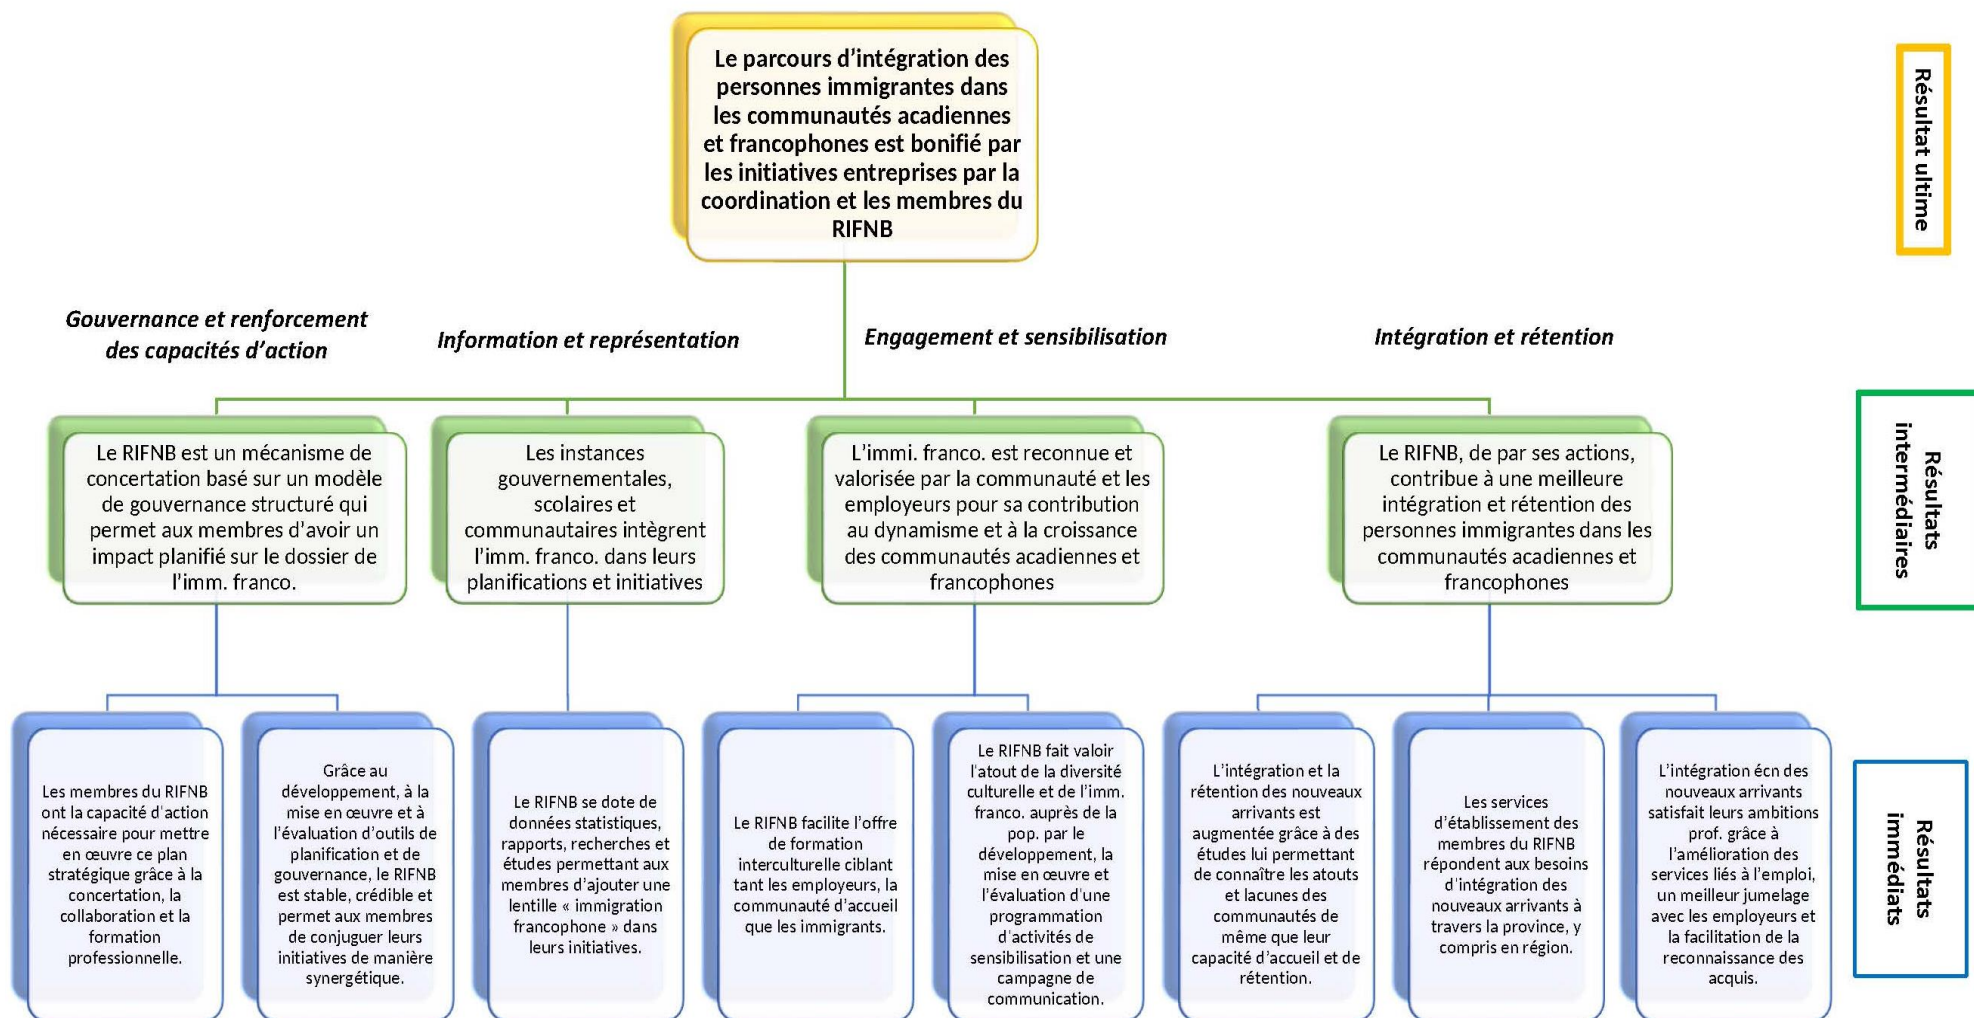 Le parcours d’intégration des
personnes immigrantes dans
les communautés acadiennes
et francophones est bonifié par
les initiatives entreprises par la
coordination et les membres du
RIFNB
Résultat ultime
Gouvernance et renforcement
des capacités d’action
Information et représentation
Engagement et sensibilisation
Intégration et rétention
Le RIFNB est un mécanisme de
concertation basé sur un modèle
de gouvernance structuré qui
permet aux membres d’avoir un
impact planifié sur le dossier de
l’imm. franco.
Les instances
gouvernementales,
scolaires et
communautaires intègrent
l’imm. franco. dans leurs
planifications et initiatives
L’immi. franco. est reconnue et
valorisée par la communauté et les
employeurs pour sa contribution
au dynamisme et à la croissance
des communautés acadiennes et
francophones
Le RIFNB, de par ses actions,
contribue à une meilleure
intégration et rétention des
personnes immigrantes dans les
communautés acadiennes et
francophones
Résultats
intermédiaires
Les membres du RIFNB
ont la capacité d’action
nécessaire pour mettre
en œuvre ce plan
stratégique grâce à la
concertation, la
collaboration et la
formation
professionnelle.
Grâce au
développement, à la
mise en œuvre et à
l’évaluation d’outils de
planification et de
gouvernance, le RIFNB
est stable, crédible et
permet aux membres
de conjuguer leurs
initiatives de manière
synergétique.
Le RIFNB se dote de
données statistiques,
rapports, recherches et
études permettant aux
membres d’ajouter une
lentille « immigration
francophone » dans
leurs initiatives.
Le RIFNB facilite l’offre
de formation
interculturelle ciblant
tant les employeurs, la
communauté d’accueil
que les immigrants.
Le RIFNB fait valoir
l’atout de la diversité
culturelle et de l’imm.
franco. auprès de la
pop. par le
développement, la
mise en œuvre et
l’évaluation d’une
programmation
d’activités de
sensibilisation et une
campagne de
communication.
L’intégration et la
rétention des nouveaux
arrivants est
augmentée grâce à des
études lui permettant
de connaître les atouts
et lacunes des
communautés de
même que leur
capacité d’accueil et de
rétention.
Les services
d’établissement des
membres du RIFNB
répondent aux besoins
d’intégration des
nouveaux arrivants à
travers la province, y
compris en région.
L’intégration écn des
nouveaux arrivants
satisfait leurs ambitions
prof. grâce à
l’amélioration des
services liés à l’emploi,
un meilleur jumelage
avec les employeurs et
la facilitation de la
reconnaissance des
acquis.
Résultats
immédiats